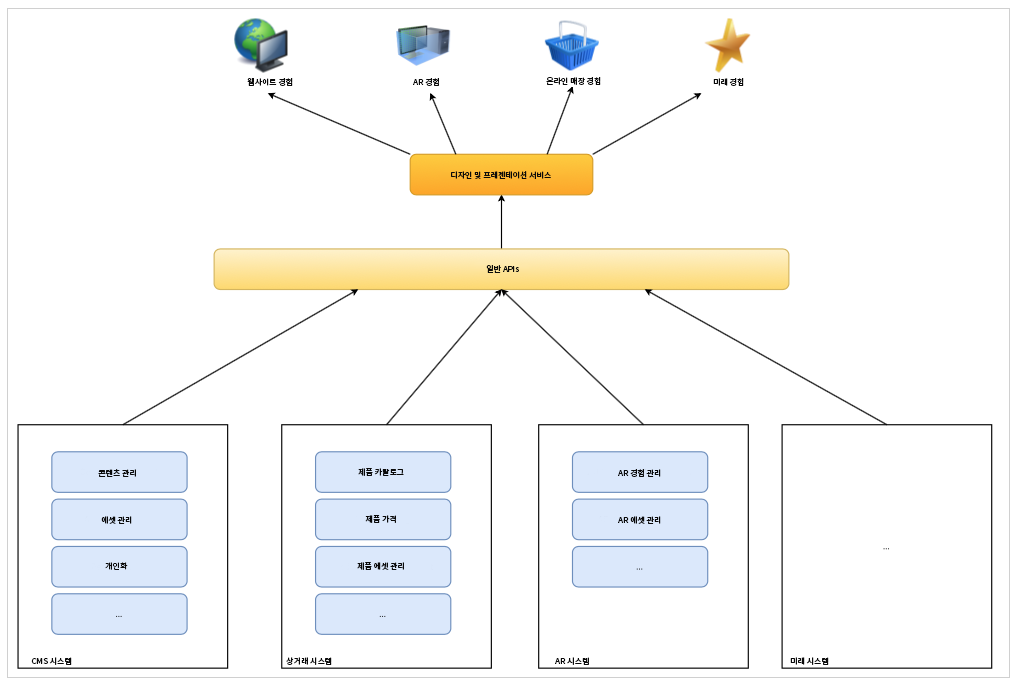 웹사이트 경험
AR 경험
온라인 매장 경험
미래 경험
디자인 및 프레젠테이션 서비스
일반 APIs
콘텐츠 관리
에셋 관리
개인화
...
CMS 시스템
제품 카탈로그
제품 가격
제품 에셋 관리
...
상거래 시스템
AR 경험 관리
AR 에셋 관리
...
AR 시스템
...
미래 시스템